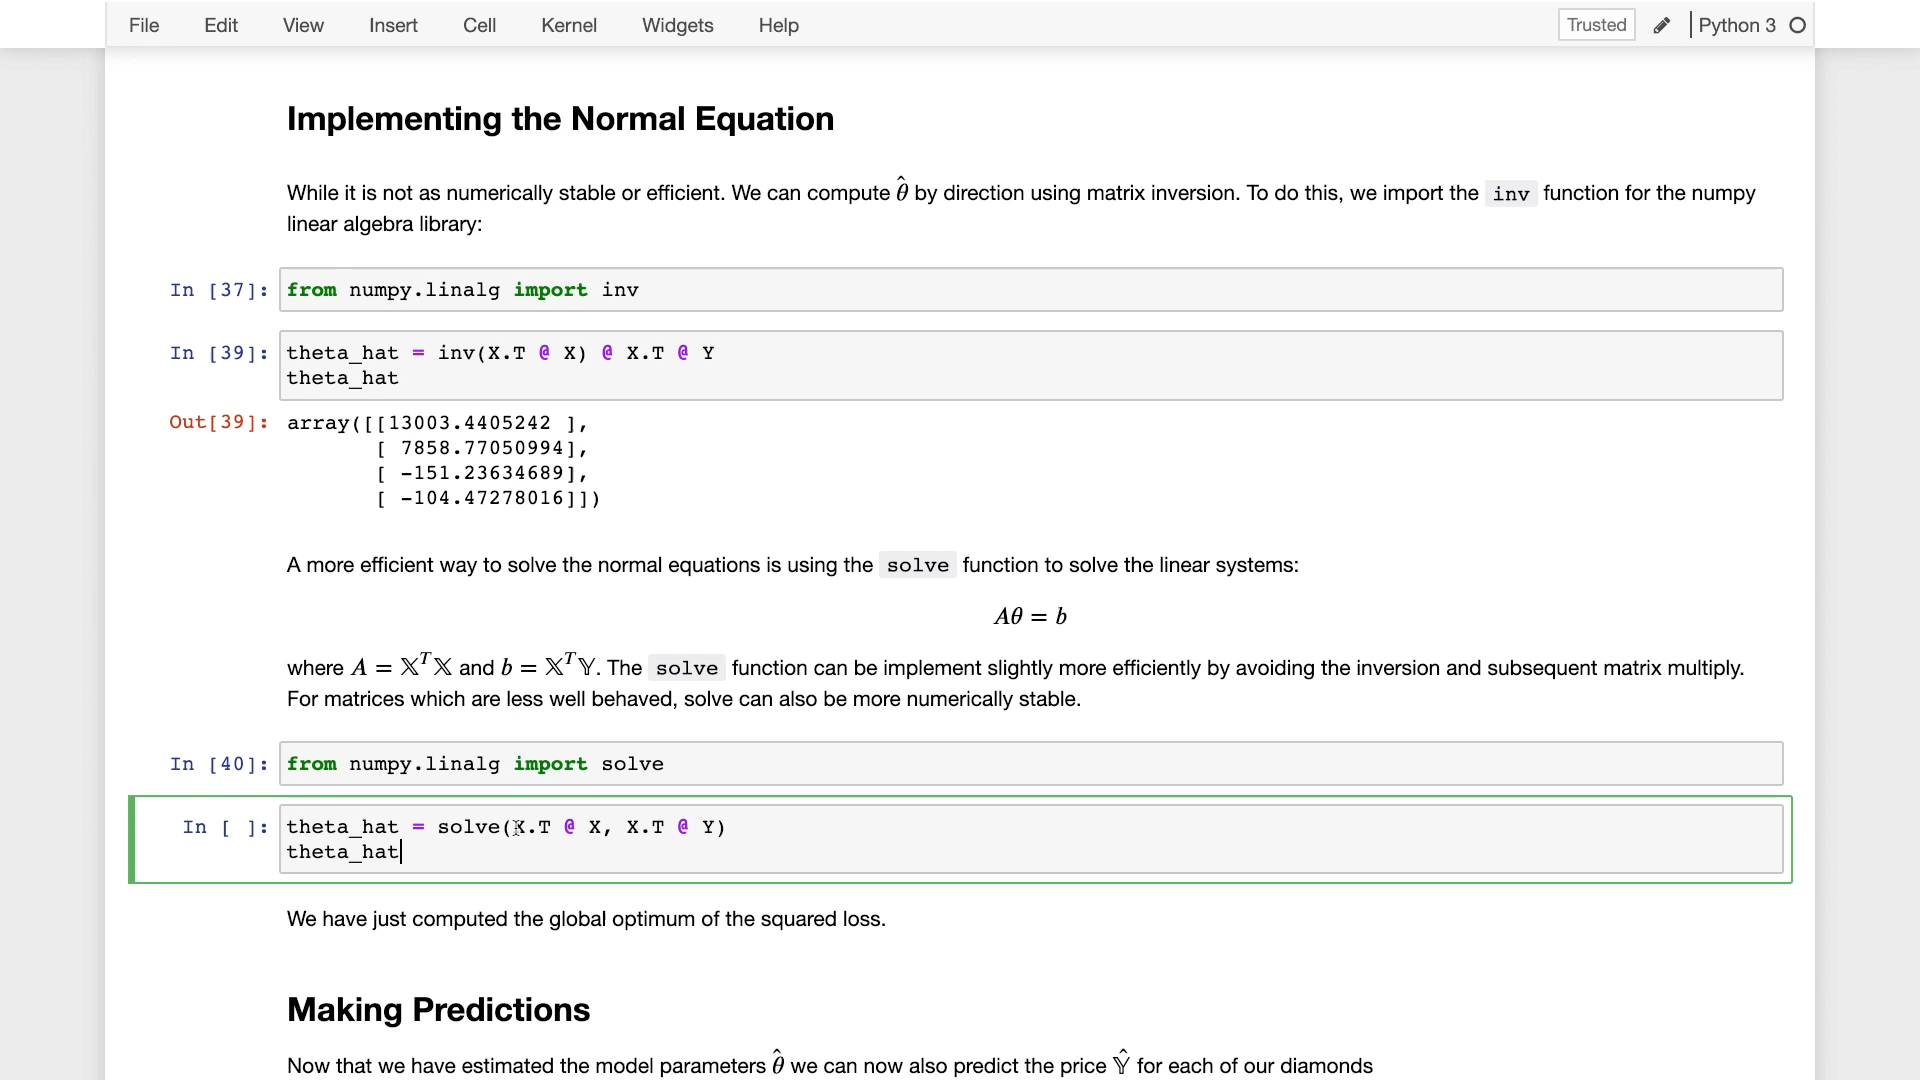 File Edit View Insert Cell Kernel Widgets Help Trusted Python 3
Implementing the Normal Equation
While it is not as numerically stable or efficient. We can compute θ̂ by direction using matrix inversion. To do this, we import the inv function for the numpy
linear algebra library:
In [37]: from numpy.linalg import inv
In [39]: theta_hat = inv(X.T @ X) @ X.T @ Y
theta_hat
Out[39]: array([[13003.4405242 ],
[ 7858.77050994],
[ -151.23634689],
[ -104.47278016]])
A more efficient way to solve the normal equations is using the solve function to solve the linear systems:
Aθ = b
where A = 𝕏ᵀ𝕏 and b = 𝕏ᵀ𝕐. The solve function can be implement slightly more efficiently by avoiding the inversion and subsequent matrix multiply.
For matrices which are less well behaved, solve can also be more numerically stable.
In [40]: from numpy.linalg import solve
In [ ]: theta_hat = solve(X.T @ X, X.T @ Y)
theta_hat
We have just computed the global optimum of the squared loss.
Making Predictions
Now that we have estimated the model parameters θ̂ we can now also predict the price 𝕐̂ for each of our diamonds